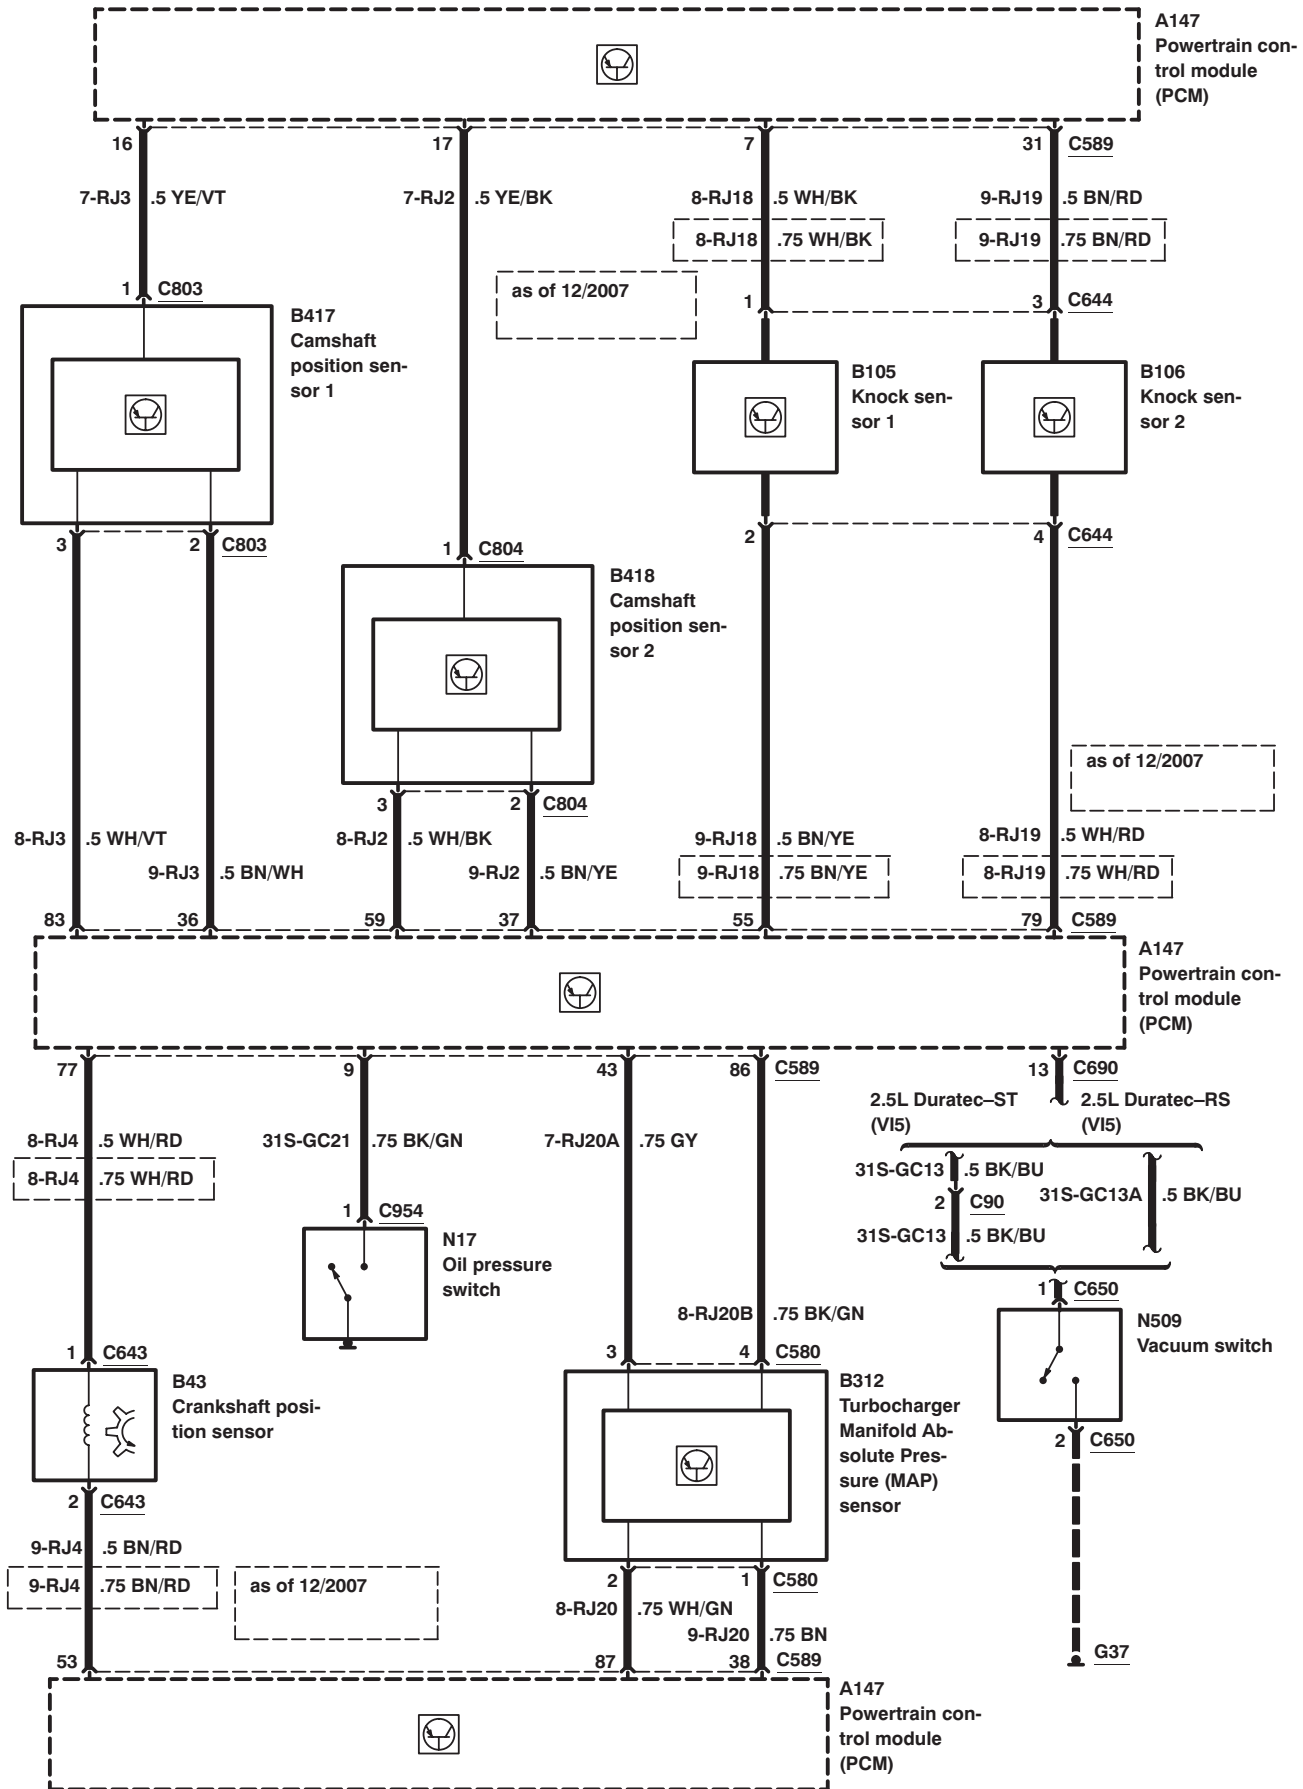 A147
Powertrain con-
trol module
(PCM)
16 17 7 31 C589
7-RJ3 .5 YE/VT 7-RJ2 .5 YE/BK 8-RJ18 .5 WH/BK 9-RJ19 .5 BN/RD
8-RJ18 .75 WH/BK 9-RJ19 .75 BN/RD
1 C803
as of 12/2007
1 3 C644
B417
Camshaft
position sen-
sor 1
B105
Knock sen-
sor 1
B106
Knock sen-
sor 2
3 2 C803
1 C804
2 4 C644
B418
Camshaft
position sen-
sor 2
as of 12/2007
3 2 C804
8-RJ3 .5 WH/VT 8-RJ2 .5 WH/BK 9-RJ18 .5 BN/YE 8-RJ19 .5 WH/RD
9-RJ3 .5 BN/WH 9-RJ2 .5 BN/YE 9-RJ18 .75 BN/YE 8-RJ19 .75 WH/RD
83 36 59 37 55 79 C589
A147
Powertrain con-
trol module
(PCM)
77 9 43 86 C589 13 C690
2.5L Duratec–ST
(VI5)
2.5L Duratec–RS
(VI5)
8-RJ4 .5 WH/RD 31S-GC21 .75 BK/GN 7-RJ20A .75 GY
8-RJ4 .75 WH/RD
31S-GC13 .5 BK/BU
2 C90 31S-GC13A .5 BK/BU
31S-GC13 .5 BK/BU
1 C954
N17
Oil pressure
switch
1 C650
8-RJ20B .75 BK/GN
N509
Vacuum switch
1 C643
3 4 C580
B43
Crankshaft posi-
tion sensor
B312
Turbocharger
Manifold Ab-
solute Pres-
sure (MAP)
sensor
2 C650
2 C643
9-RJ4 .5 BN/RD
9-RJ4 .75 BN/RD
as of 12/2007
2 1 C580
8-RJ20 .75 WH/GN
9-RJ20 .75 BN
53 87 38 C589
G37
A147
Powertrain con-
trol module
(PCM)